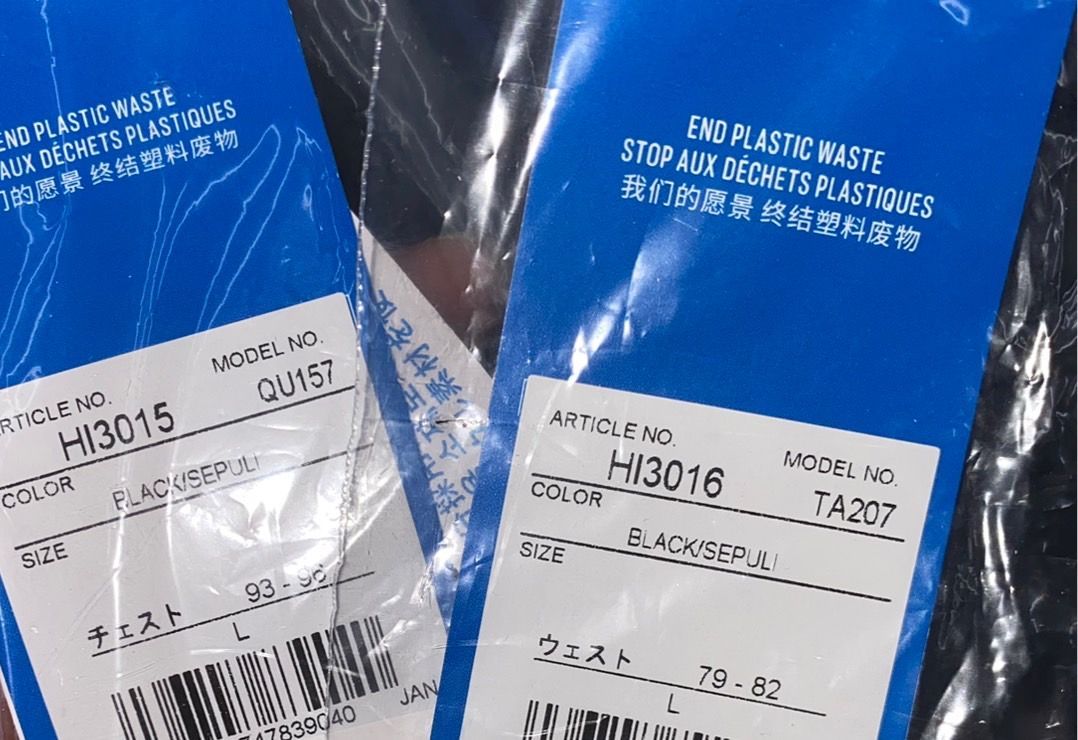 END PLASTIC WASTE
AUX DÉCHETS PLASTIQUES
们的愿景 终结塑料废物
MODEL NO.
ARTICLE NO.
QU157
HI3015
COLOR
BLACK/SEPULI
SIZE
93 - 96
チェスト
L
747839040
JAN
END PLASTIC WASTE
STOP AUX DÉCHETS PLASTIQUES
我们的愿景 终结塑料废物
ARTICLE NO.
MODEL NO.
HI3016
TA207
COLOR
BLACK/SEPULI
SIZE
ウェスト
79 - 82
L